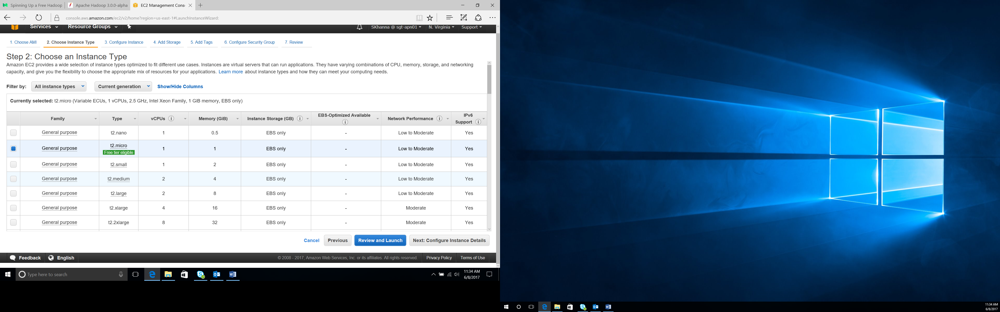 Spinning Up a Free Hadoop
Apache Hadoop 3.0.0-alpha
EC2 Management Cons
console.aws.amazon.com/ec2/v2/home?region=us-east-1#LaunchInstanceWizard:
Services
Resource Groups
SKhanna @ sgt-apn01
N. Virginia
Support
1. Choose AMI
2. Choose Instance Type
3. Configure Instance
4. Add Storage
5. Add Tags
6. Configure Security Group
7. Review
Step 2: Choose an Instance Type
Amazon EC2 provides a wide selection of instance types optimized to fit different use cases. Instances are virtual servers that can run applications. They have varying combinations of CPU, memory, storage, and networking
capacity, and give you the flexibility to choose the appropriate mix of resources for your applications. Learn more about instance types and how they can meet your computing needs.
Filter by: All instance types Current generation Show/Hide Columns
Currently selected: t2.micro (Variable ECUs, 1 vCPUs, 2.5 GHz, Intel Xeon Family, 1 GiB memory, EBS only)
Family Type vCPUs Memory (GiB) Instance Storage (GB) EBS-Optimized Available Network Performance IPv6 Support
General purpose t2.nano 1 0.5 EBS only - Low to Moderate Yes
General purpose t2.micro Free tier eligible 1 1 EBS only - Low to Moderate Yes
General purpose t2.small 1 2 EBS only - Low to Moderate Yes
General purpose t2.medium 2 4 EBS only - Low to Moderate Yes
General purpose t2.large 2 8 EBS only - Low to Moderate Yes
General purpose t2.xlarge 4 16 EBS only - Moderate Yes
General purpose t2.2xlarge 8 32 EBS only - Moderate Yes
Cancel Previous Review and Launch Next: Configure Instance Details
Feedback English © 2008 - 2017, Amazon Web Services, Inc. or its affiliates. All rights reserved. Privacy Policy Terms of Use
Type here to search
11:34 AM
6/8/2017
11:34 AM
6/8/2017